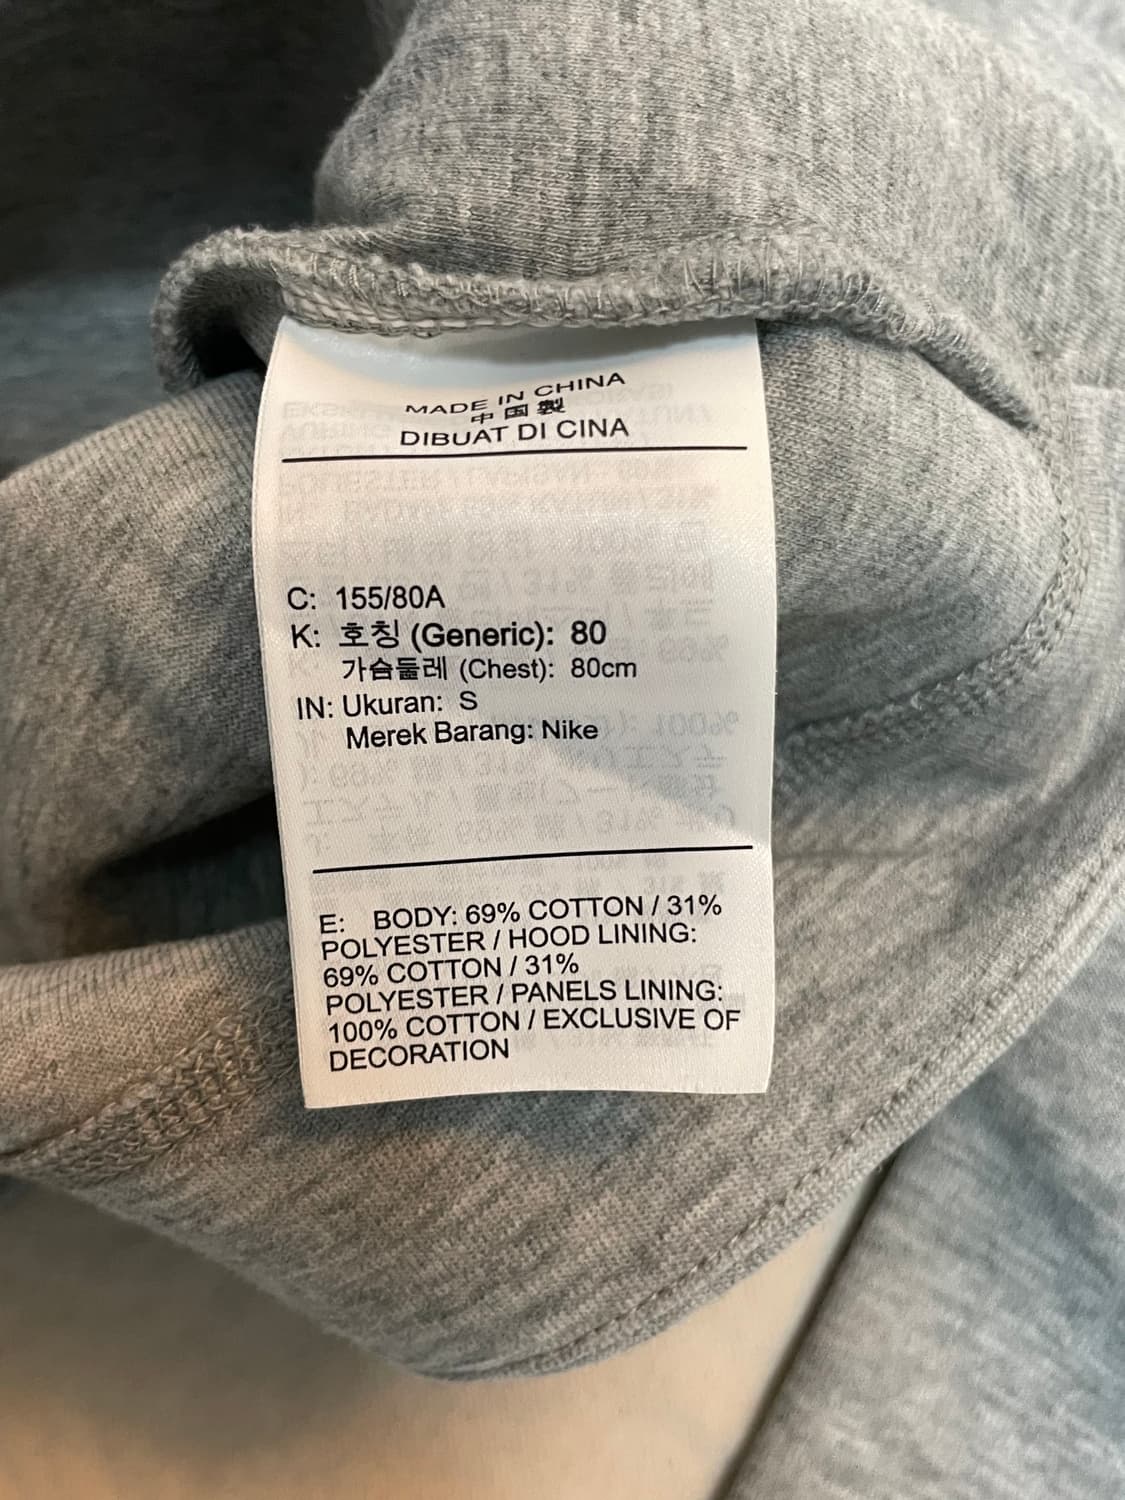 MADE IN CHINA
中国製
DIBUAT DI CINA
C: 155/80A
K: 호칭 (Generic): 80
가슴둘레 (Chest): 80cm
IN: Ukuran: S
Merek Barang: Nike
E: BODY: 69% COTTON / 31%
POLYESTER / HOOD LINING:
69% COTTON / 31%
POLYESTER / PANELS LINING:
100% COTTON / EXCLUSIVE OF
DECORATION